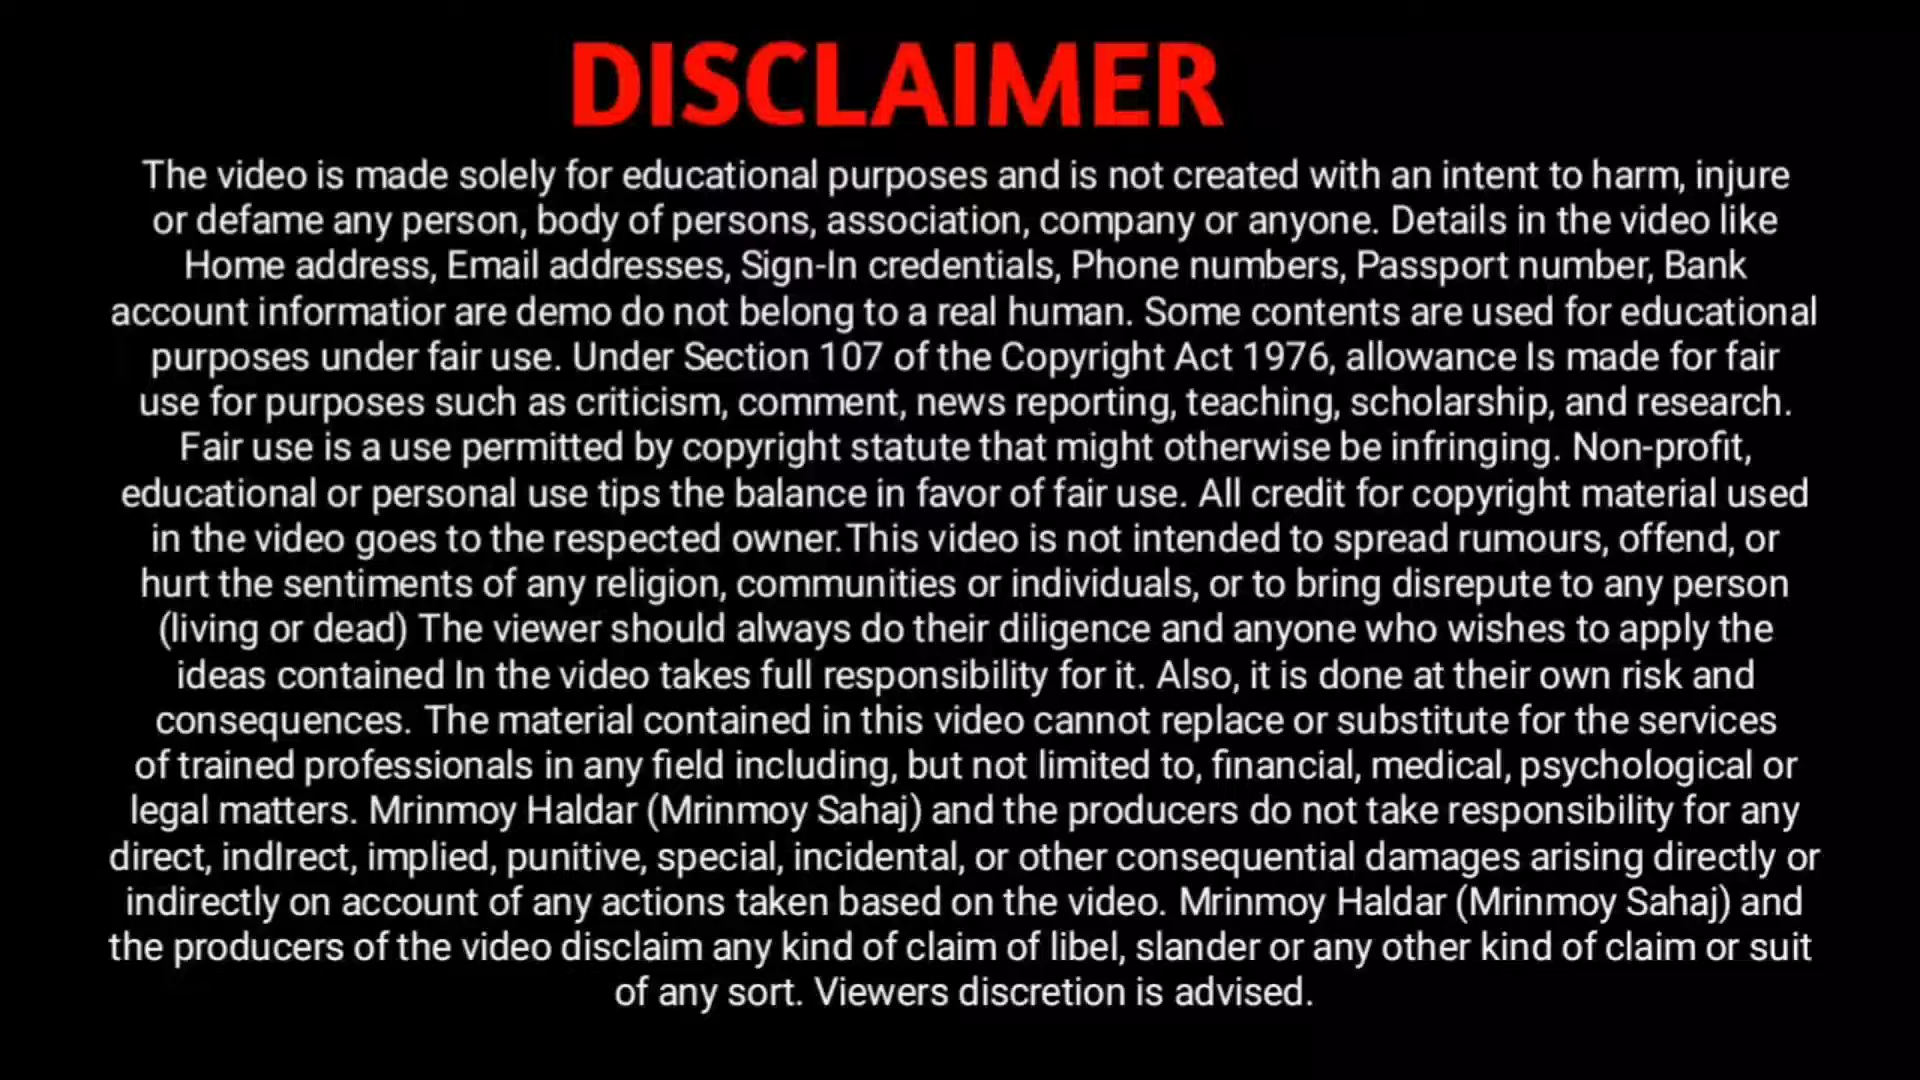 DISCLAIMER
The video is made solely for educational purposes and is not created with an intent to harm, injure
or defame any person, body of persons, association, company or anyone. Details in the video like
Home address, Email addresses, Sign-In credentials, Phone numbers, Passport number, Bank
account informatior are demo do not belong to a real human. Some contents are used for educational
purposes under fair use. Under Section 107 of the Copyright Act 1976, allowance Is made for fair
use for purposes such as criticism, comment, news reporting, teaching, scholarship, and research.
Fair use is a use permitted by copyright statute that might otherwise be infringing. Non-profit,
educational or personal use tips the balance in favor of fair use. All credit for copyright material used
in the video goes to the respected owner.This video is not intended to spread rumours, offend, or
hurt the sentiments of any religion, communities or individuals, or to bring disrepute to any person
(living or dead) The viewer should always do their diligence and anyone who wishes to apply the
ideas contained In the video takes full responsibility for it. Also, it is done at their own risk and
consequences. The material contained in this video cannot replace or substitute for the services
of trained professionals in any field including, but not limited to, financial, medical, psychological or
legal matters. Mrinmoy Haldar (Mrinmoy Sahaj) and the producers do not take responsibility for any
direct, indIrect, implied, punitive, special, incidental, or other consequential damages arising directly or
indirectly on account of any actions taken based on the video. Mrinmoy Haldar (Mrinmoy Sahaj) and
the producers of the video disclaim any kind of claim of libel, slander or any other kind of claim or suit
of any sort. Viewers discretion is advised.